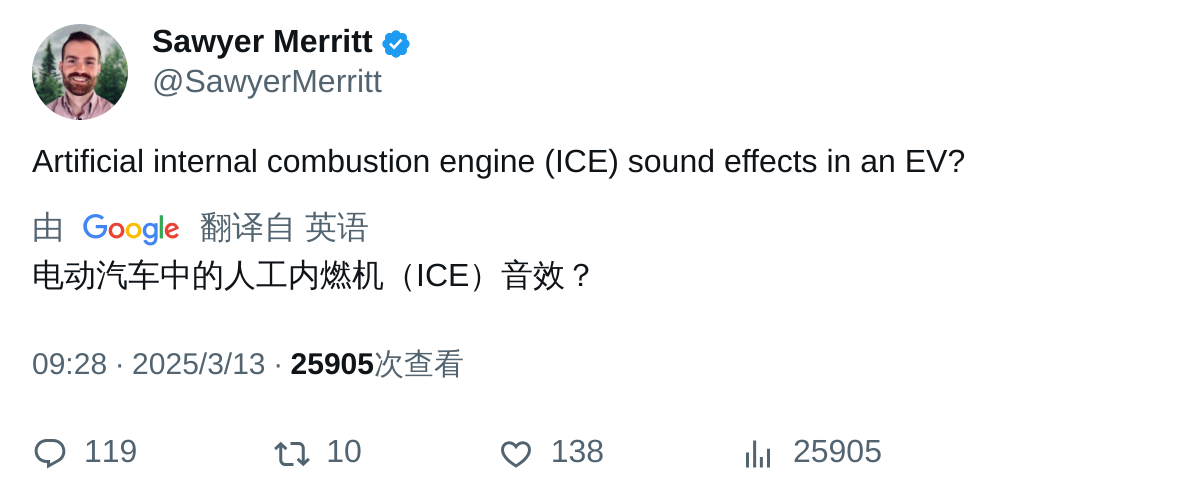 Sawyer Merritt
@SawyerMerritt
Artificial internal combustion engine (ICE) sound effects in an EV?
由 Google 翻译自 英语
电动汽车中的人工内燃机（ICE）音效？
09:28 · 2025/3/13 · 25905次查看
119 10 138 25905